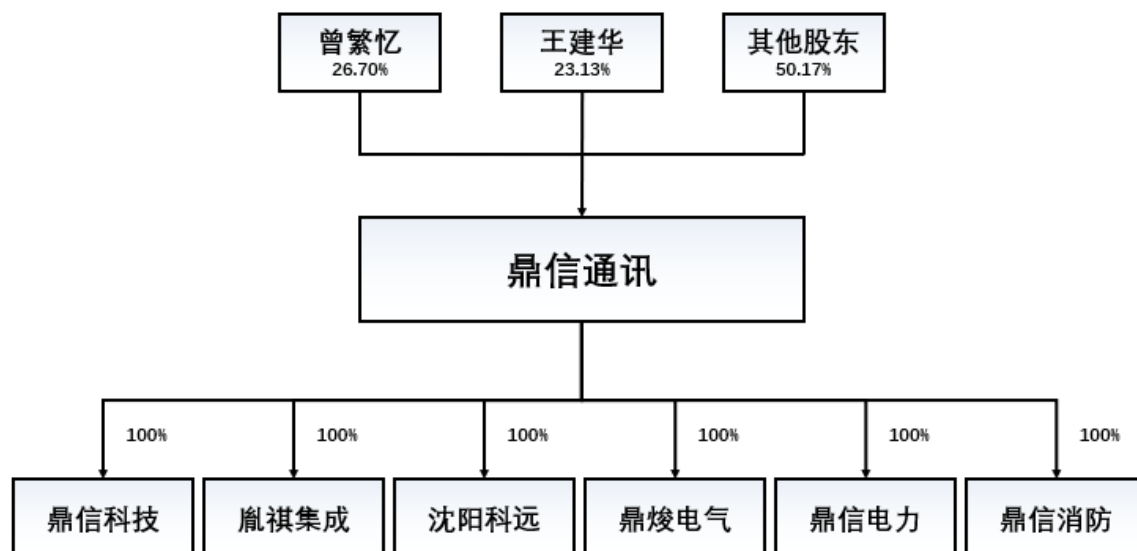 曾繁忆
26.70%
王建华
23.13%
其他股东
50.17%
鼎信通讯
100%
100%
100%
100%
100%
100%
鼎信科技
胤祺集成
沈阳科远
鼎焌电气
鼎信电力
鼎信消防